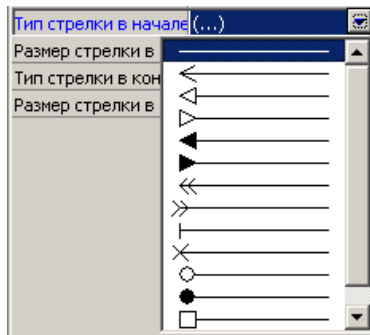 Тип стрелки в начале (...)
Размер стрелки в
Тип стрелки в кон
Размер стрелки в